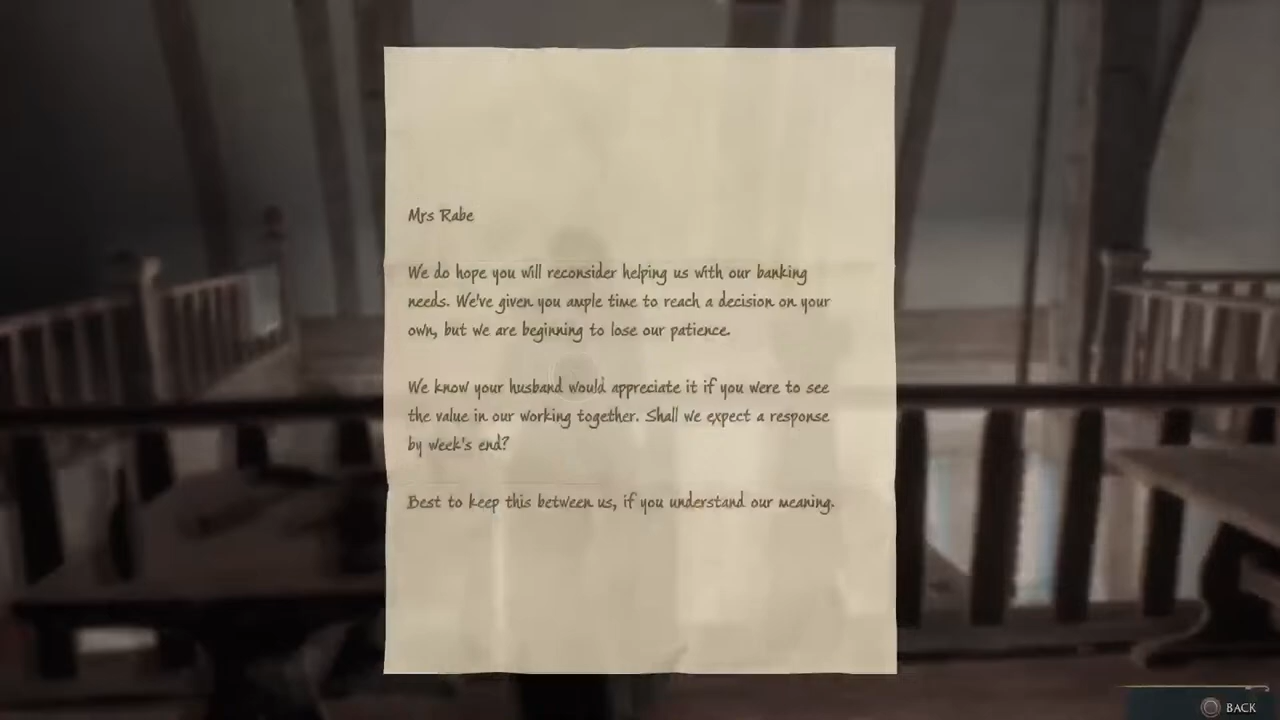 Mrs Rabe
We do hope you will reconsider helping us with our banking
needs. We've given you ample time to reach a decision on your
own, but we are beginning to lose our patience.
We know your husband would appreciate it if you were to see
the value in our working together. Shall we expect a response
by week's end?
Best to keep this between us, if you understand our meaning.
BACK